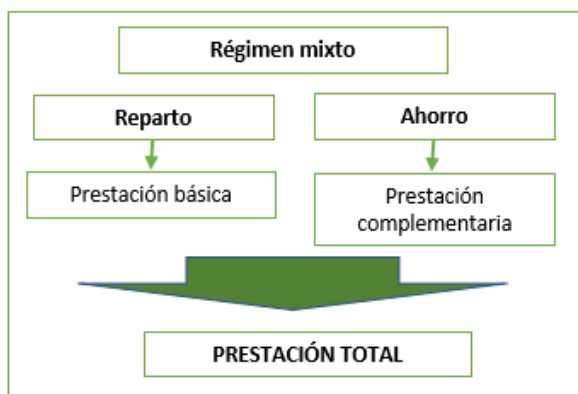 Régimen mixto
Reparto
Ahorro
Prestación básica
Prestación
complementaria
PRESTACIÓN TOTAL